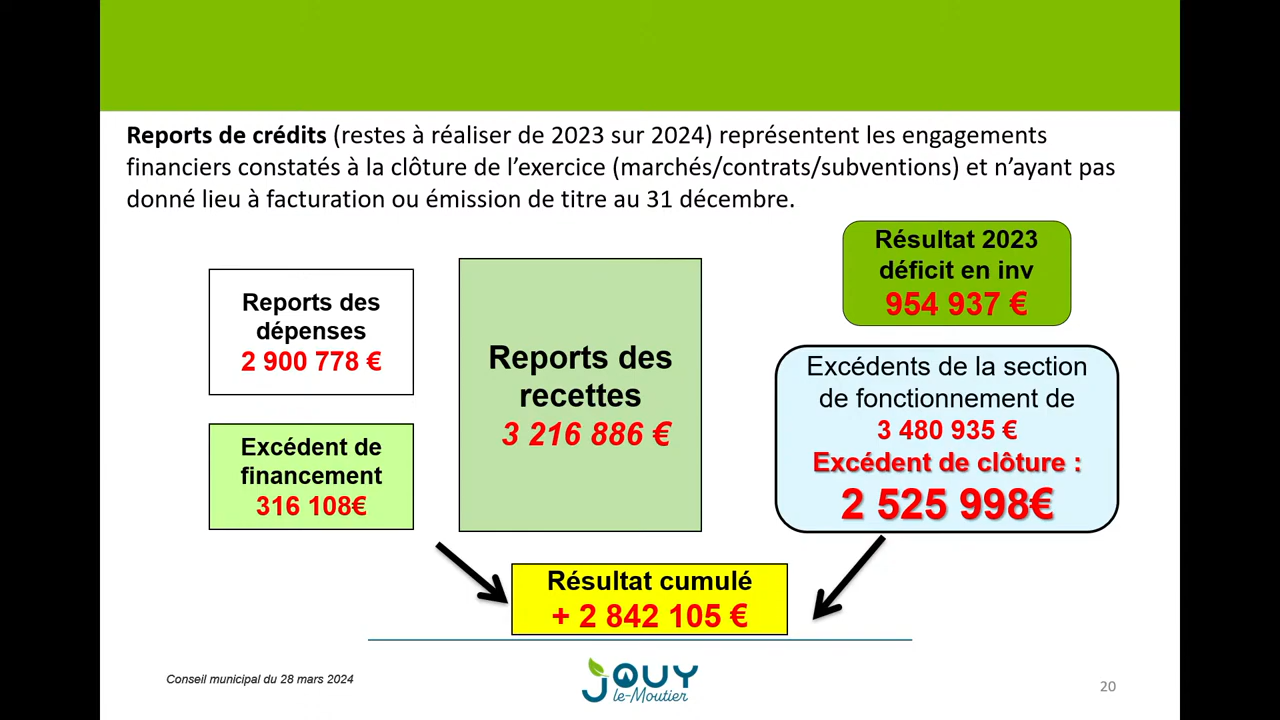 Reports de crédits (restes à réaliser de 2023 sur 2024) représentent les engagements
financiers constatés à la clôture de l’exercice (marchés/contrats/subventions) et n’ayant pas
donné lieu à facturation ou émission de titre au 31 décembre.
Reports des
dépenses
2 900 778 €
Excédent de
financement
316 108€
Reports des
recettes
3 216 886 €
Résultat 2023
déficit en inv
954 937 €
Excédents de la section
de fonctionnement de
3 480 935 €
Excédent de clôture :
2 525 998€
Résultat cumulé
+ 2 842 105 €
Conseil municipal du 28 mars 2024
JOUY
le-Moutier
20